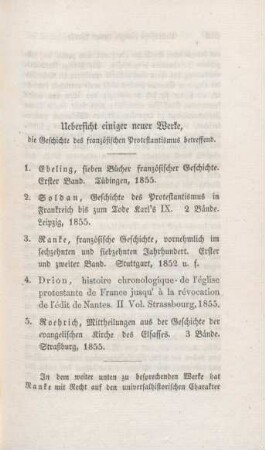 Uebersicht einiger neuer Werke,
die Geschichte des französischen Protestantismus betreffend.
1. Ebeling, sieben Bücher französischer Geschichte.
Erster Band. Tübingen, 1855.
2. Soldan, Geschichte des Protestantismus in
Frankreich bis zum Tode Karl's IX. 2 Bände.
Leipzig, 1855.
3. Ranke, französische Geschichte, vornehmlich im
sechzehnten und siebzehnten Jahrhundert. Erster
und zweiter Band. Stuttgart, 1852 u. f.
4. Drion, histoire chronologique de l'église
protestante de France jusqu' à la révocation
de l'édit de Nantes. II Vol. Strassbourg, 1855.
5. Roehrich, Mittheilungen aus der Geschichte der
evangelischen Kirche des Elsasses. 3 Bände.
Straßburg, 1855.
In dem weiter unten zu besprechenden Werke hat
Ranke mit Recht auf den universalhistorischen Charakter